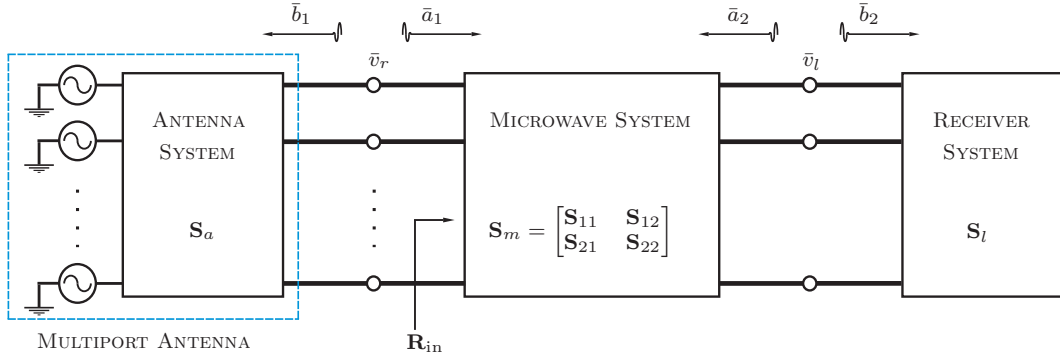 b̄₁ ā₁ ā₂ b̄₂
v̄ᵣ v̄ₗ
ANTENNA SYSTEM
MICROWAVE SYSTEM
RECEIVER SYSTEM
Sₐ
Sₘ = [S₁₁ S₁₂
S₂₁ S₂₂]
Sₗ
Rᵢₙ
MULTIPORT ANTENNA